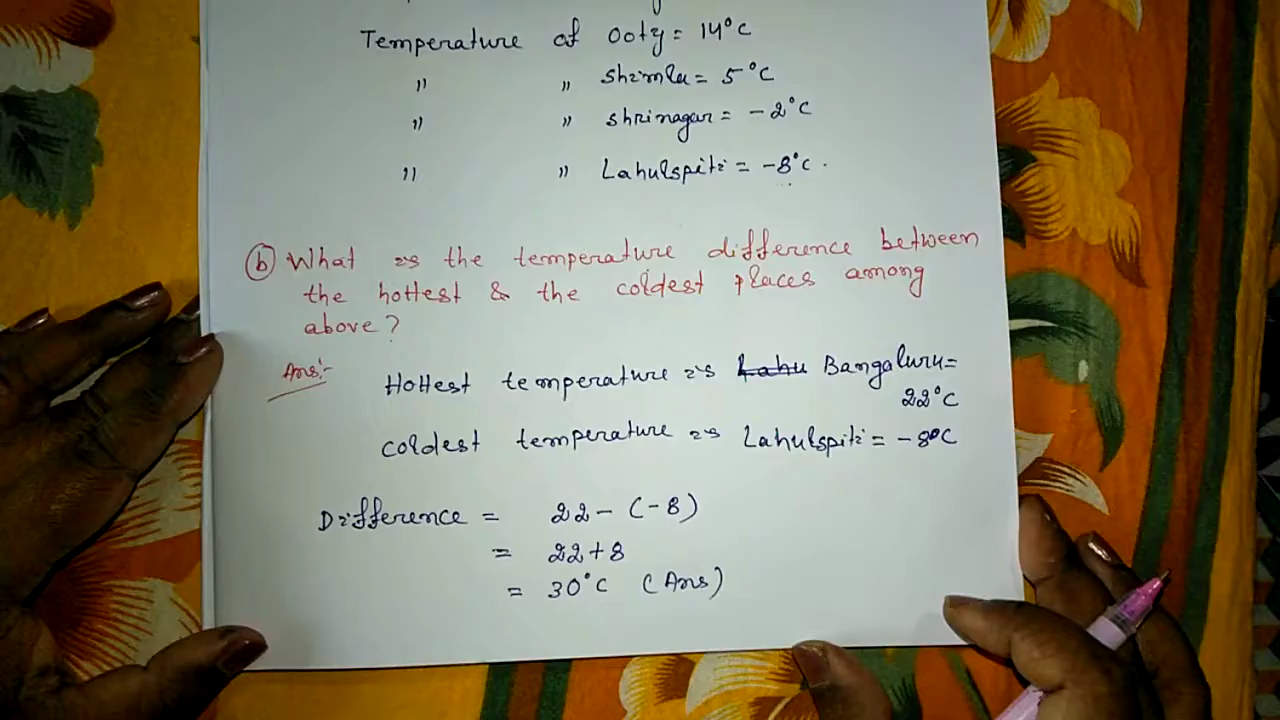 Temperature of Ooty = 14°C
" " Shimla = 5°C
" " Shrinagar = -2°C
" " Lahulspiti = -8°C.
(b) What is the temperature difference between
the hottest & the coldest places among
above?
Ans:-
Hottest temperature is Lahu Bangaluru =
22°C
coldest temperature is Lahulspiti = -8°C
Difference = 22 - (-8)
= 22+8
= 30°C (Ans)